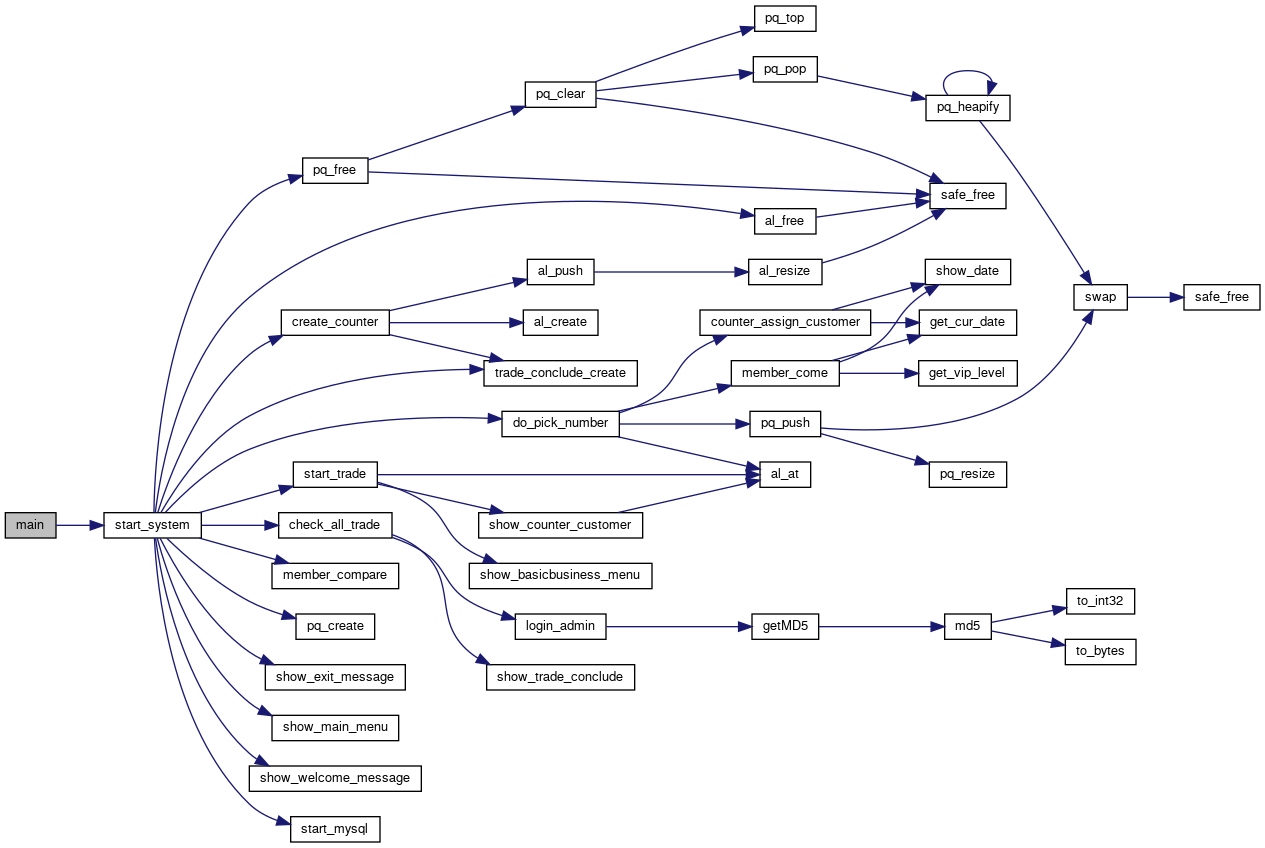 pq_top
pq_pop
pq_clear
pq_heapify
pq_free
safe_free
al_free
al_push
al_resize
show_date
swap
safe_free
create_counter
al_create
counter_assign_customer
get_cur_date
trade_conclude_create
member_come
get_vip_level
do_pick_number
pq_push
start_trade
al_at
pq_resize
main
start_system
check_all_trade
show_counter_customer
member_compare
show_basicbusiness_menu
to_int32
pq_create
login_admin
getMD5
md5
to_bytes
show_exit_message
show_trade_conclude
show_main_menu
show_welcome_message
start_mysql